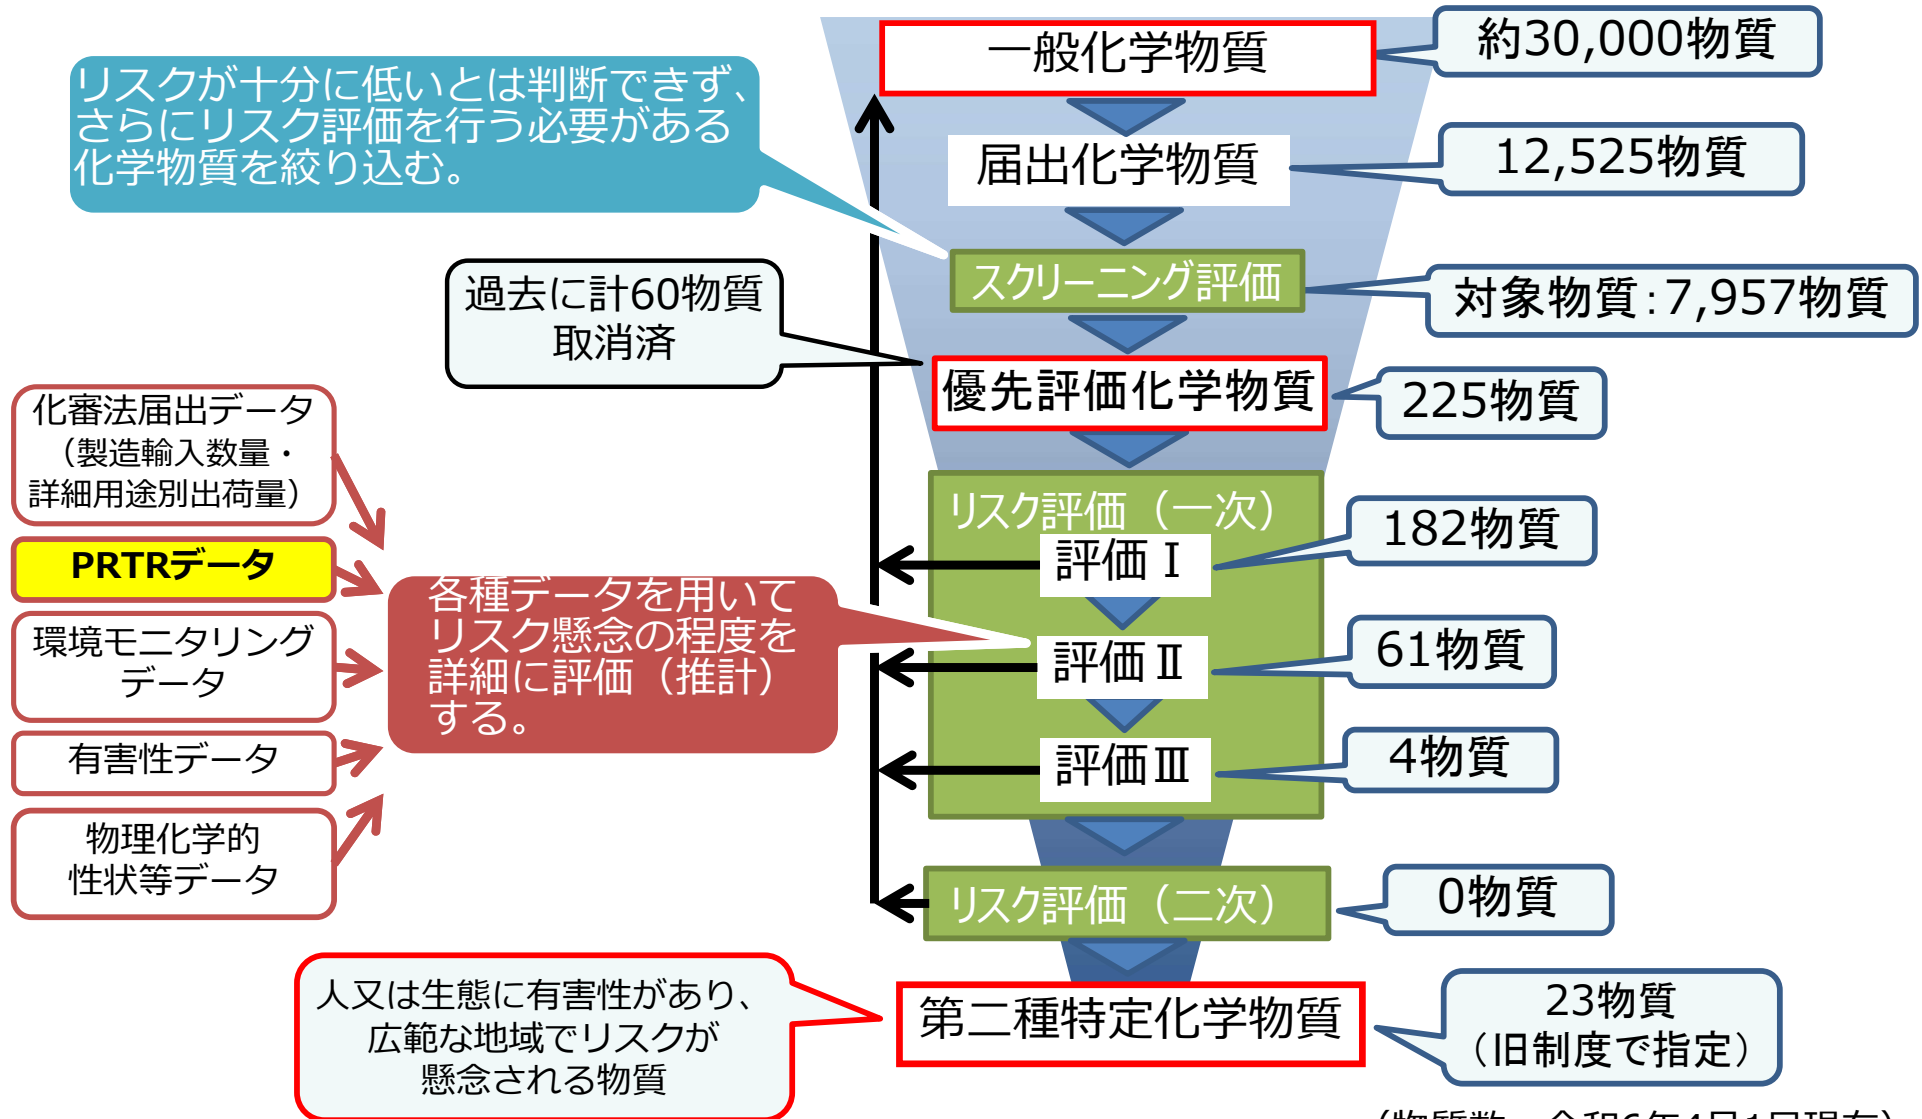 一般化学物質
約30,000物質
リスクが十分に低いとは判断できず、
さらにリスク評価を行う必要がある
化学物質を絞り込む。
届出化学物質
12,525物質
スクリーニング評価
対象物質:7,957物質
過去に計60物質
取消済
優先評価化学物質
225物質
化審法届出データ
（製造輸入数量・
詳細用途別出荷量）
PRTRデータ
環境モニタリング
データ
有害性データ
物理化学的
性状等データ
各種データを用いて
リスク懸念の程度を
詳細に評価（推計）
する。
リスク評価（一次）
評価Ⅰ
182物質
評価Ⅱ
61物質
評価Ⅲ
4物質
リスク評価（二次）
0物質
人又は生態に有害性があり、
広範な地域でリスクが
懸念される物質
第二種特定化学物質
23物質
（旧制度で指定）